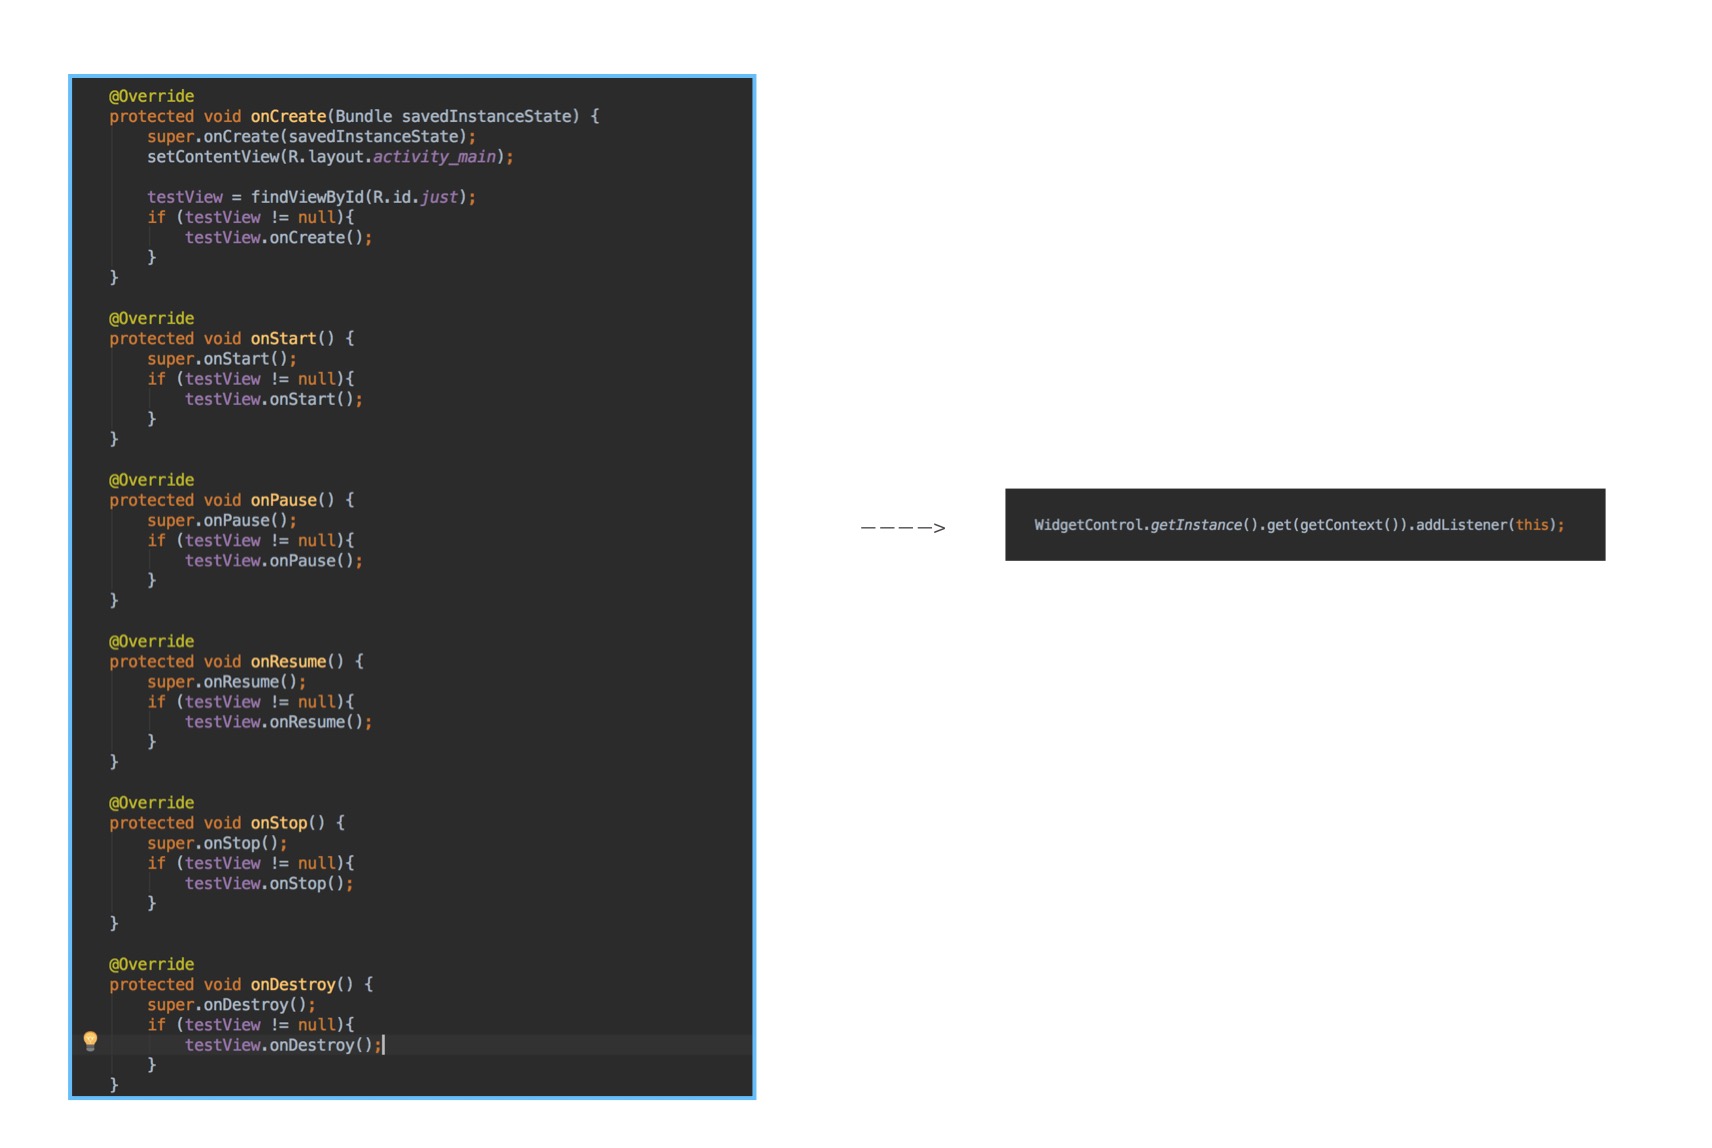 @Override
protected void onCreate(Bundle savedInstanceState) {
super.onCreate(savedInstanceState);
setContentView(R.layout.activity_main);
testView = findViewById(R.id.just);
if (testView != null){
testView.onCreate();
}
}
@Override
protected void onStart() {
super.onStart();
if (testView != null){
testView.onStart();
}
}
@Override
protected void onPause() {
super.onPause();
if (testView != null){
testView.onPause();
}
}
@Override
protected void onResume() {
super.onResume();
if (testView != null){
testView.onResume();
}
}
@Override
protected void onStop() {
super.onStop();
if (testView != null){
testView.onStop();
}
}
@Override
protected void onDestroy() {
super.onDestroy();
if (testView != null){
testView.onDestroy();
}
}
---->
WidgetControl.getInstance().get(getContext()).addListener(this);